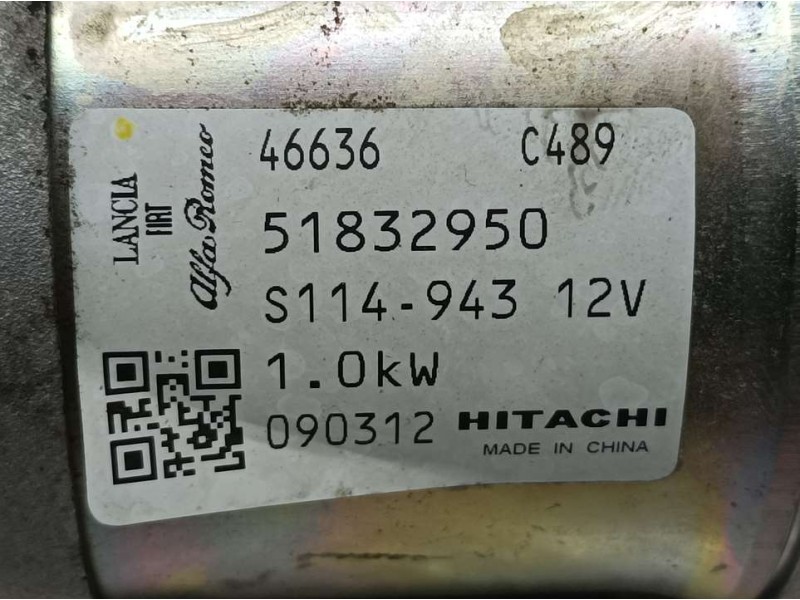 46636 C489
51832950
S114-943 12V
1.0kW
090312 HITACHI
MADE IN CHINA
LANCIA
FIAT
Alfa Romeo